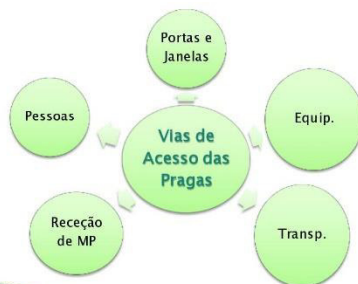 Portas e
Janelas
Pessoas
Equip.
Vias de
Acesso das
Pragas
Receção
de MP
Transp.